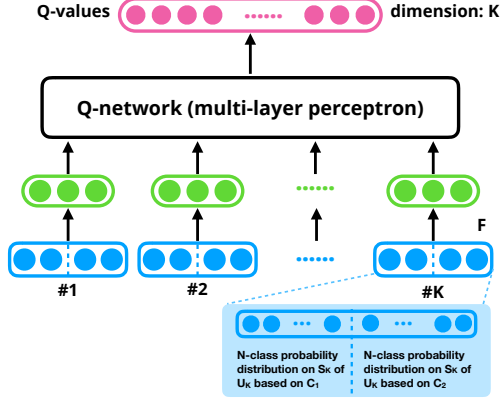 Q-values dimension: K
Q-network (multi-layer perceptron)
F
#1 #2 #K
N-class probability distribution on Sₖ of Uₖ based on C₁
N-class probability distribution on Sₖ of Uₖ based on C₂